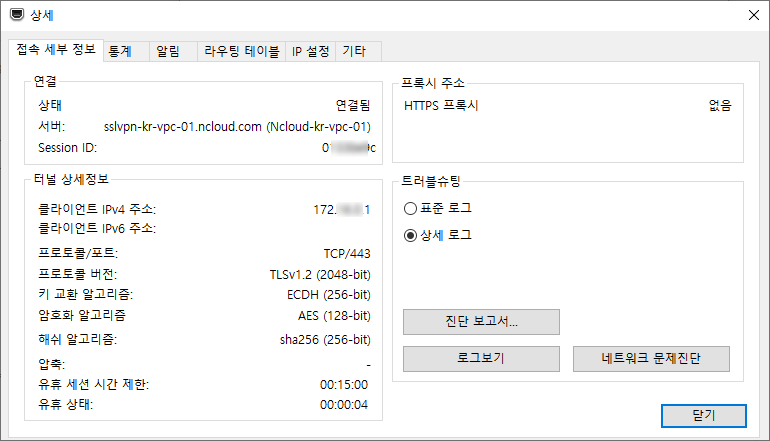 상세
접속 세부 정보 통계 알림 라우팅 테이블 IP 설정 기타
연결
상태 연결됨
서버: sslvpn-kr-vpc-01.ncloud.com (Ncloud-kr-vpc-01)
Session ID:
터널 상세정보
클라이언트 IPv4 주소:
클라이언트 IPv6 주소:
프로토콜/포트: TCP/443
프로토콜 버전: TLSv1.2 (2048-bit)
키 교환 알고리즘: ECDH (256-bit)
암호화 알고리즘 AES (128-bit)
해쉬 알고리즘: sha256 (256-bit)
압축: -
유휴 세션 시간 제한: 00:15:00
유휴 상태: 00:00:04
프록시 주소
HTTPS 프록시 없음
트러블슈팅
표준 로그
상세 로그
진단 보고서...
로그보기 네트워크 문제진단
닫기